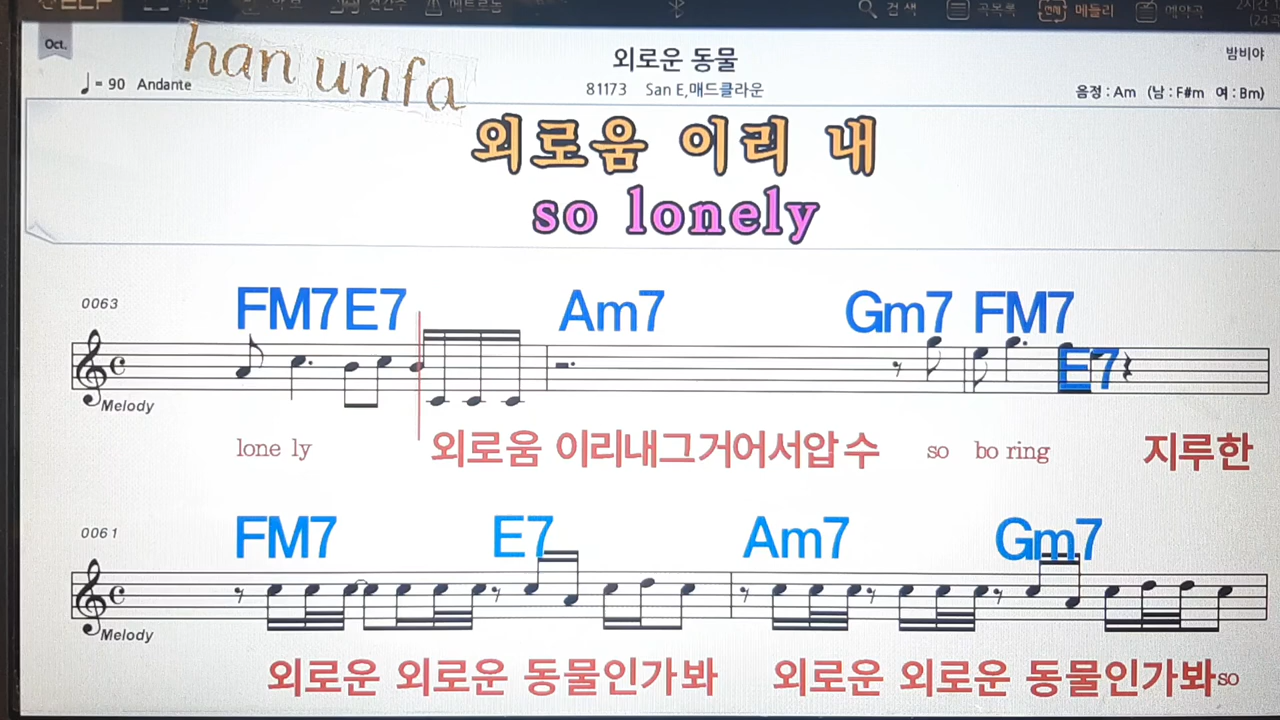 검색 곡목록 전체 메들리 예약곡
Oct.
han unfa
외로운 동물
밤비야
♩= 90 Andante
81173 San E,매드클라운
음정 : Am (남 : F#m 여 : Bm)
외로움 이리 내
so lonely
0063
FM7 E7 Am7 Gm7 FM7 E7
Melody
lone ly 외로움 이리내그거어서압수 so bo ring 지루한
0061
FM7 E7 Am7 Gm7
Melody
외로운 외로운 동물인가봐 외로운 외로운 동물인가봐so